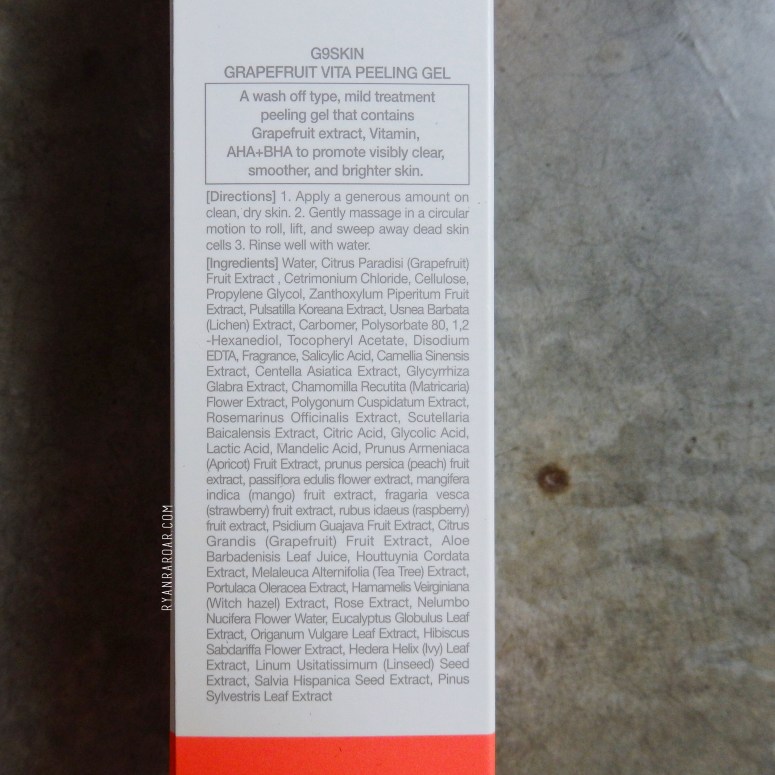 G9SKIN
GRAPEFRUIT VITA PEELING GEL
A wash off type, mild treatment
peeling gel that contains
Grapefruit extract, Vitamin,
AHA+BHA to promote visibly clear,
smoother, and brighter skin.
[Directions] 1. Apply a generous amount on
clean, dry skin. 2. Gently massage in a circular
motion to roll, lift, and sweep away dead skin
cells 3. Rinse well with water.
[Ingredients] Water, Citrus Paradisi (Grapefruit)
Fruit Extract , Cetrimonium Chloride, Cellulose,
Propylene Glycol, Zanthoxylum Piperitum Fruit
Extract, Pulsatilla Koreana Extract, Usnea Barbata
(Lichen) Extract, Carbomer, Polysorbate 80, 1,2
-Hexanediol, Tocopheryl Acetate, Disodium
EDTA, Fragrance, Salicylic Acid, Camellia Sinensis
Extract, Centella Asiatica Extract, Glycyrrhiza
Glabra Extract, Chamomilla Recutita (Matricaria)
Flower Extract, Polygonum Cuspidatum Extract,
Rosemarinus Officinalis Extract, Scutellaria
Baicalensis Extract, Citric Acid, Glycolic Acid,
Lactic Acid, Mandelic Acid, Prunus Armeniaca
(Apricot) Fruit Extract, prunus persica (peach) fruit
extract, passiflora edulis flower extract, mangifera
indica (mango) fruit extract, fragaria vesca
(strawberry) fruit extract, rubus idaeus (raspberry)
fruit extract, Psidium Guajava Fruit Extract, Citrus
Grandis (Grapefruit) Fruit Extract, Aloe
Barbadenisis Leaf Juice, Houttuynia Cordata
Extract, Melaleuca Alternifolia (Tea Tree) Extract,
Portulaca Oleracea Extract, Hamamelis Veirginiana
(Witch hazel) Extract, Rose Extract, Nelumbo
Nucifera Flower Water, Eucalyptus Globulus Leaf
Extract, Origanum Vulgare Leaf Extract, Hibiscus
Sabdariffa Flower Extract, Hedera Helix (Ivy) Leaf
Extract, Linum Usitatissimum (Linseed) Seed
Extract, Salvia Hispanica Seed Extract, Pinus
Sylvestris Leaf Extract
RYANRAROAR.COM